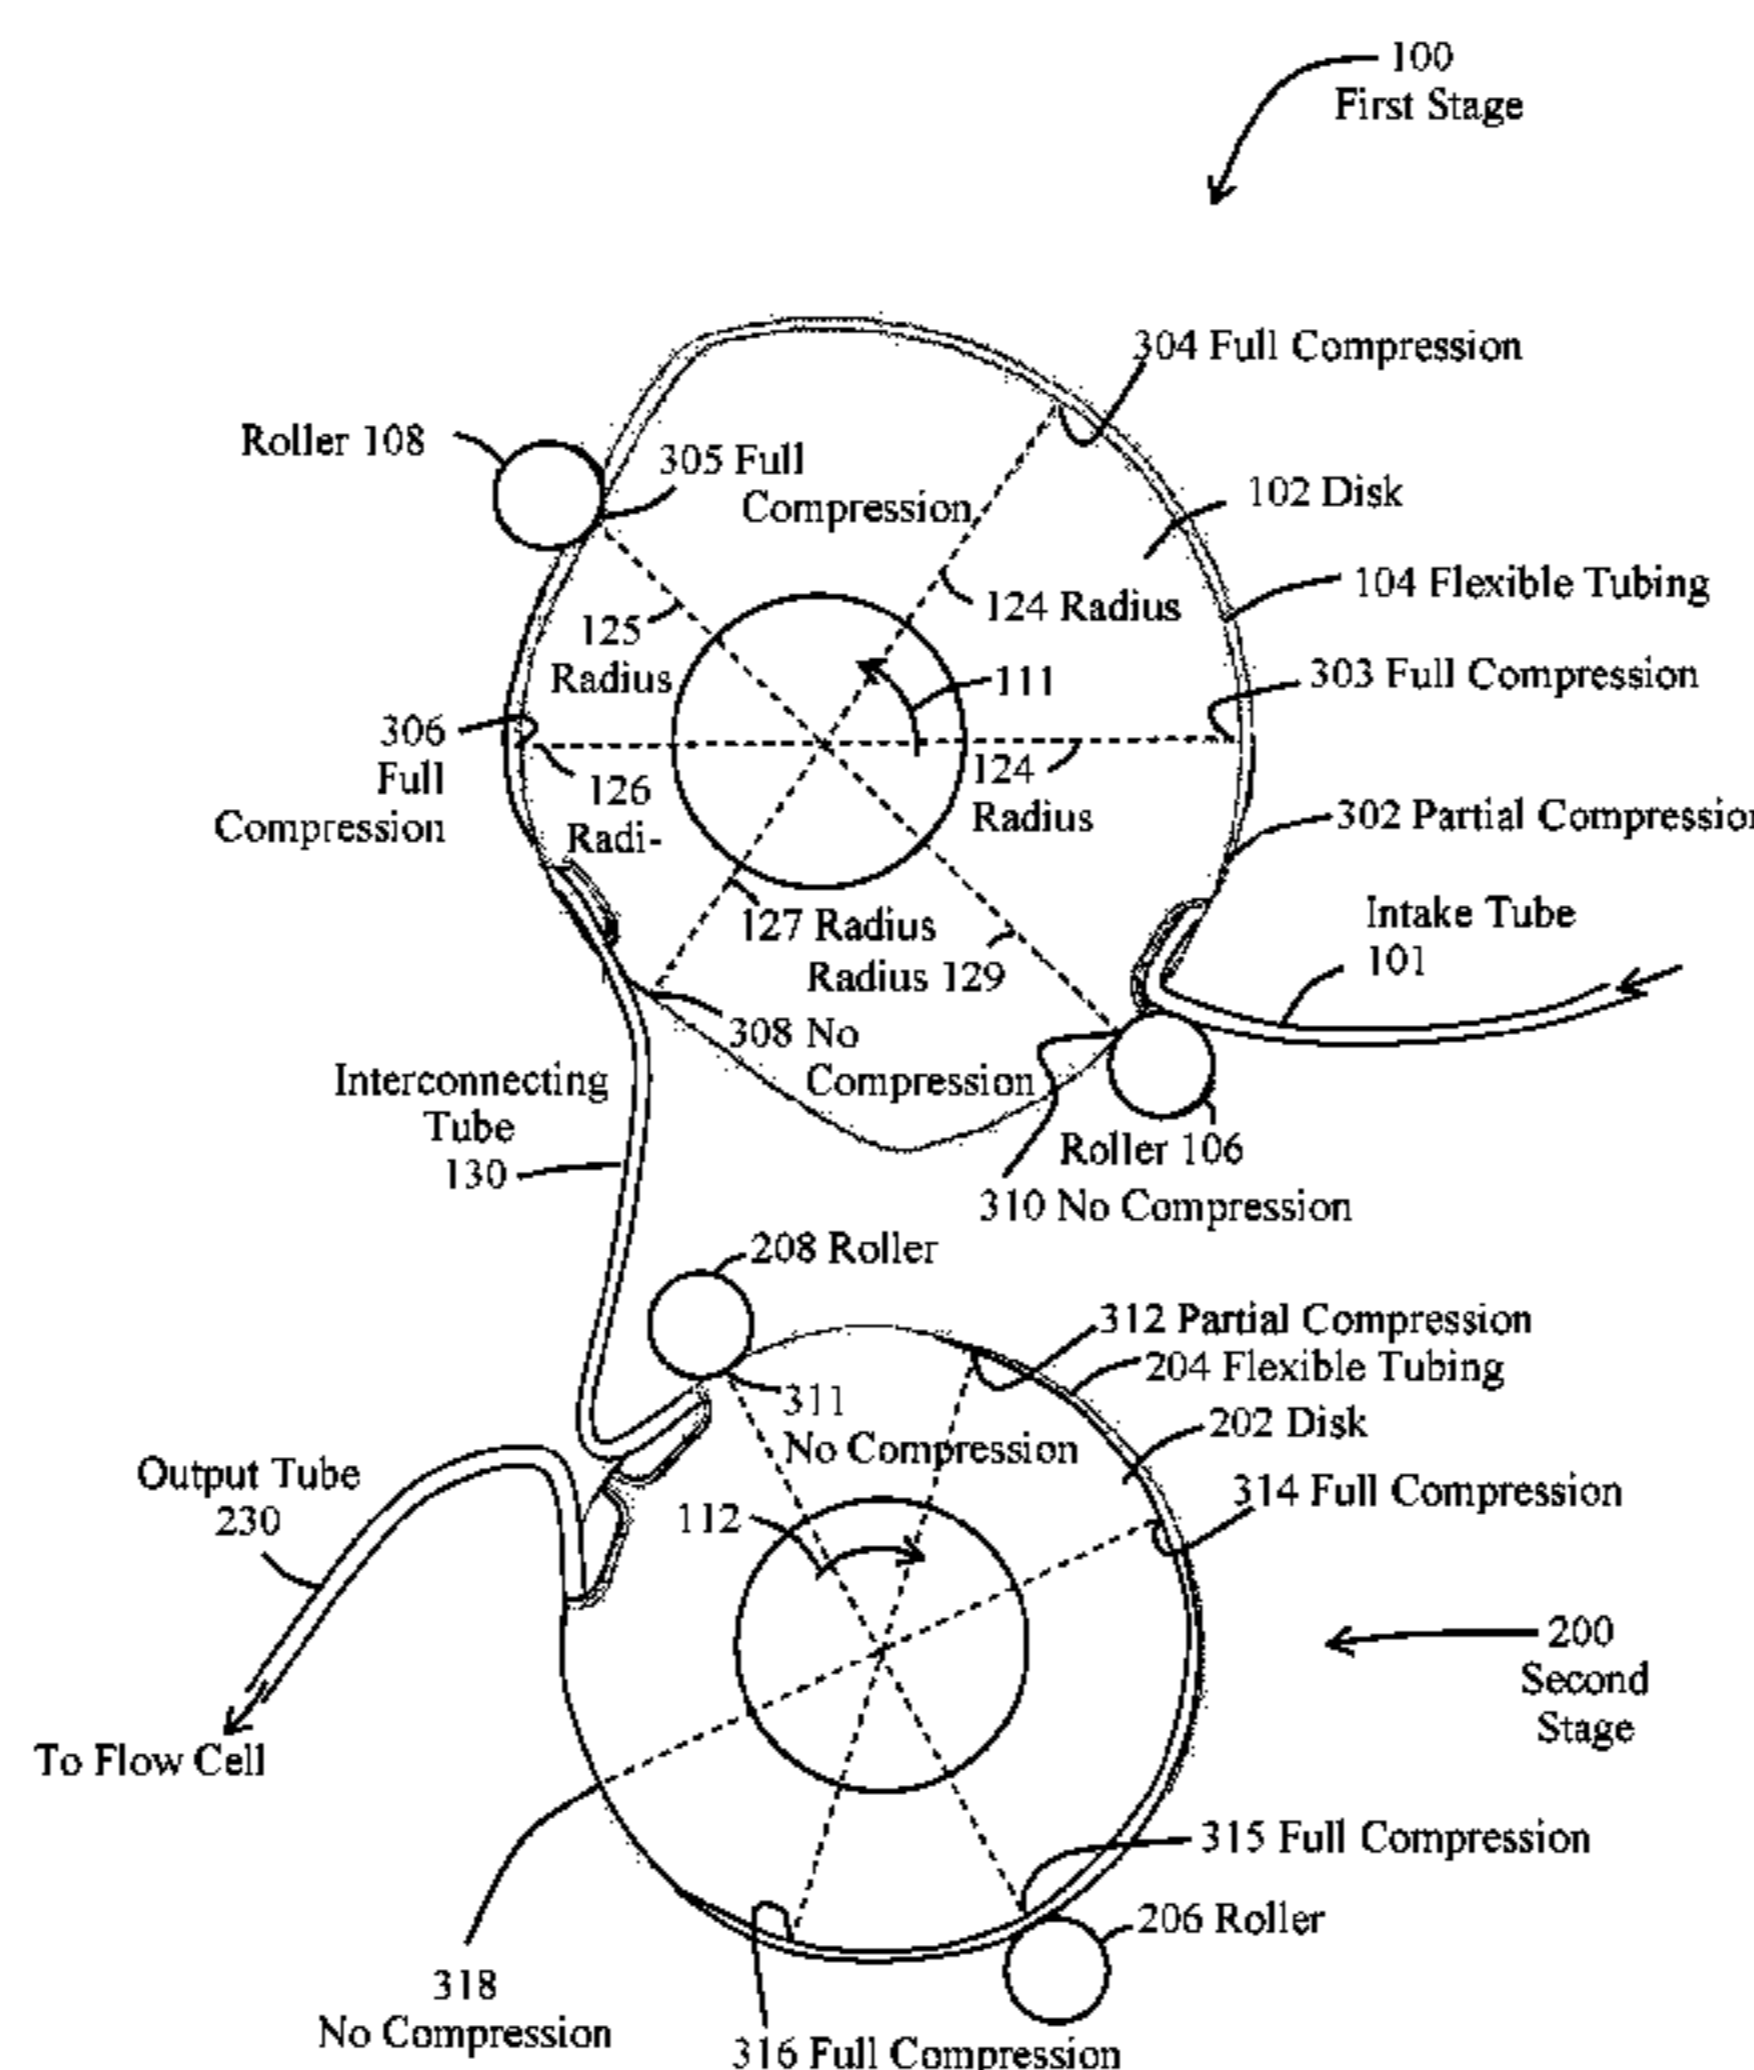 100
First Stage
304 Full Compression
Roller 108
305 Full
Compression
102 Disk
104 Flexible Tubing
124 Radius
125
Radius
111
303 Full Compression
306
Full
Compression
126
Radi-
124
Radius
302 Partial Compression
127 Radius
Radius 129
Intake Tube
101
308 No
Compression
Interconnecting
Tube
130
Roller 106
310 No Compression
208 Roller
312 Partial Compression
204 Flexible Tubing
311
No Compression
202 Disk
Output Tube
230
314 Full Compression
112
200
Second
Stage
To Flow Cell
315 Full Compression
206 Roller
318
No Compression
316 Full Compression